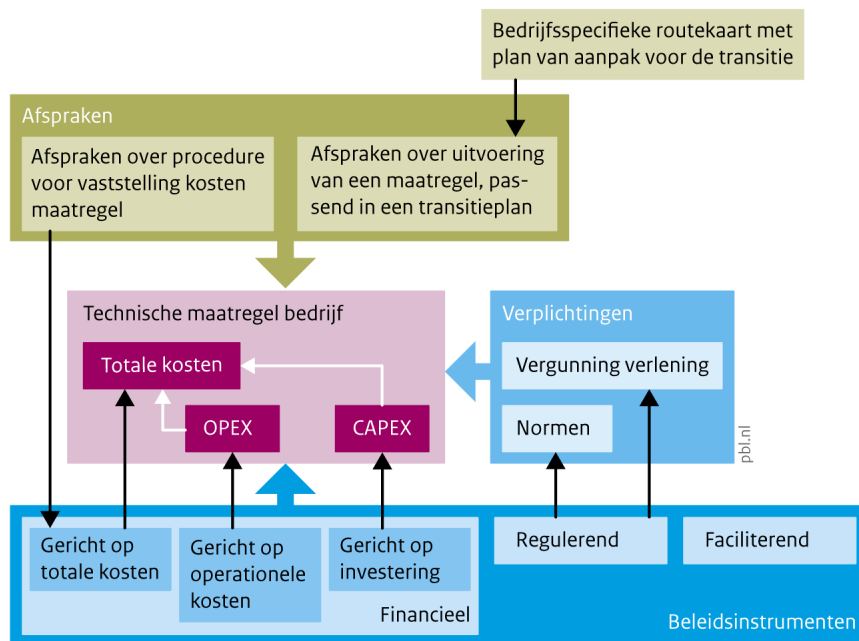 Bedrijfsspecifieke routekaart met
plan van aanpak voor de transitie
Afspraken
Afspraken over procedure
voor vaststelling kosten
maatregel
Afspraken over uitvoering
van een maatregel, pas-
send in een transitieplan
Technische maatregel bedrijf
Totale kosten
OPEX
CAPEX
Verplichtingen
Vergunning verlening
Normen
pbl.nl
Gericht op
totale kosten
Gericht op
operationele
kosten
Gericht op
investering
Financieel
Regulerend
Faciliterend
Beleidsinstrumenten